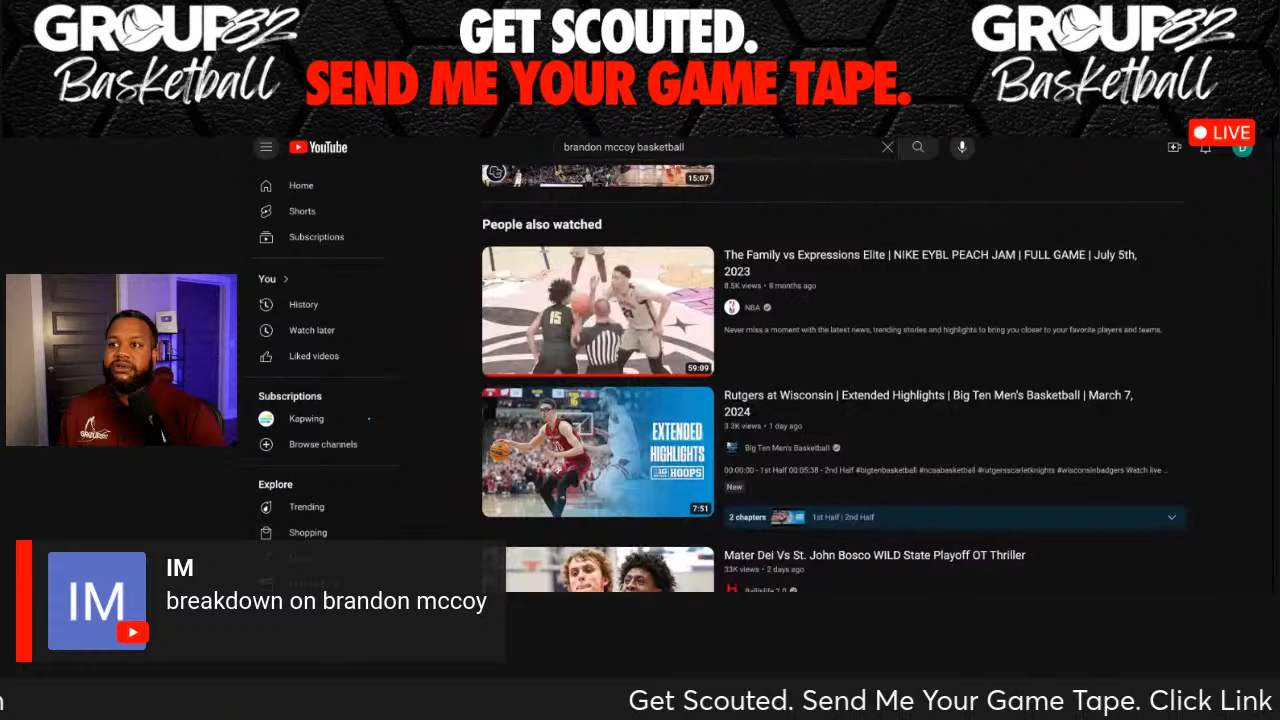 GROUP 82
Basketball
GET SCOUTED.
SEND ME YOUR GAME TAPE.
GROUP 82
Basketball
LIVE
YouTube
brandon mccoy basketball
D
Home
Shorts
Subscriptions
You
History
Watch later
Liked videos
Subscriptions
Kapwing
Browse channels
Explore
Trending
Shopping
15:07
People also watched
15
59:09
The Family vs Expressions Elite | NIKE EYBL PEACH JAM | FULL GAME | July 5th,
2023
8.5K views • 8 months ago
NBA
Never miss a moment with the latest news, trending stories and highlights to bring you closer to your favorite players and teams.
EXTENDED
HIGHLIGHTS
HOOPS
7:51
Rutgers at Wisconsin | Extended Highlights | Big Ten Men's Basketball | March 7,
2024
3.3K views • 1 day ago
Big Ten Men's Basketball
00:00:00 - 1st Half 00:05:38 - 2nd Half #bigtenbasketball #ncaabasketball #rutgersscarletknights #wisconsinbadgers Watch live ...
New
2 chapters
1st Half | 2nd Half
Mater Dei Vs St. John Bosco WILD State Playoff OT Thriller
33K views • 2 days ago
Ballislife 2.0
IM
IM
breakdown on brandon mccoy
Get Scouted. Send Me Your Game Tape. Click Link